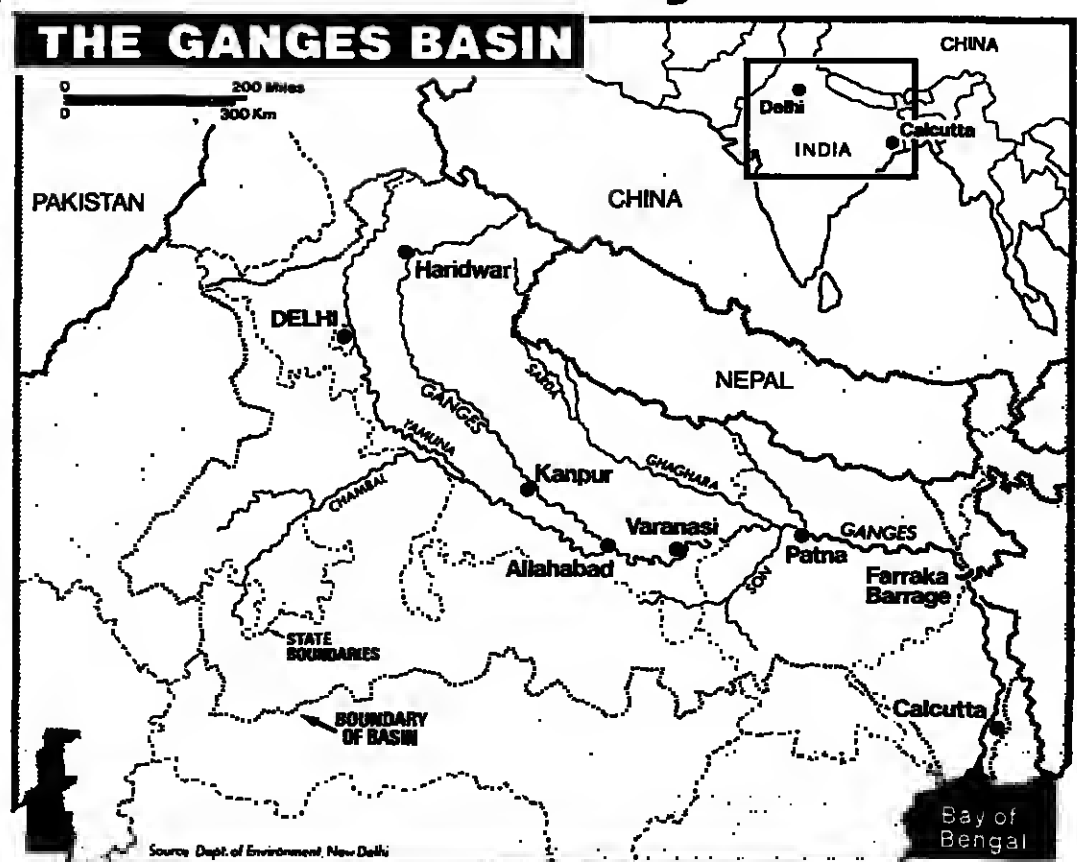 THE GANGES BASIN
0 200 Miles
0 300 Km
CHINA
Delhi
Calcutta
INDIA
PAKISTAN
CHINA
Haridwar
DELHI
NEPAL
SARDA
GANGES
YAMUNA
GHAGHARA
Kanpur
CHAMBAL
Varanasi
GANGES
Allahabad
Patna
SON
Farraka
Barrage
STATE
BOUNDARIES
BOUNDARY
OF BASIN
Calcutta
Bay of
Bengal
Source Dept. of Environment, New Delhi